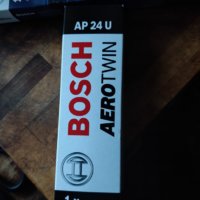 AP 24 U
BOSCH
AEROTWIN